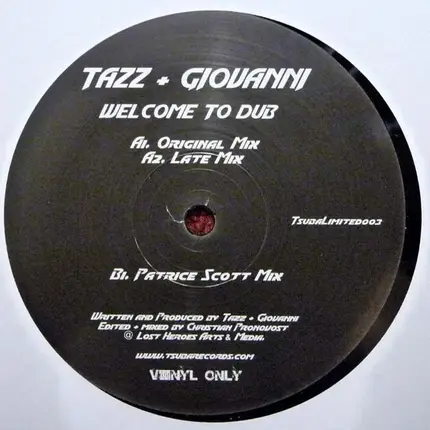 TAZZ + GIOVANNI
WELCOME TO DUB
A1. ORIGINAL MIX
A2. LATE MIX
TSUBALIMITED003
B1. PATRICE SCOTT MIX
WRITTEN AND PRODUCED BY TAZZ + GIOVANNI
EDITED + MIXED BY CHRISTIAN PRONOVOST
@ LOST HEROES ARTS & MEDIA
WWW.TSUBARECORDS.COM
VIIINYL ONLY